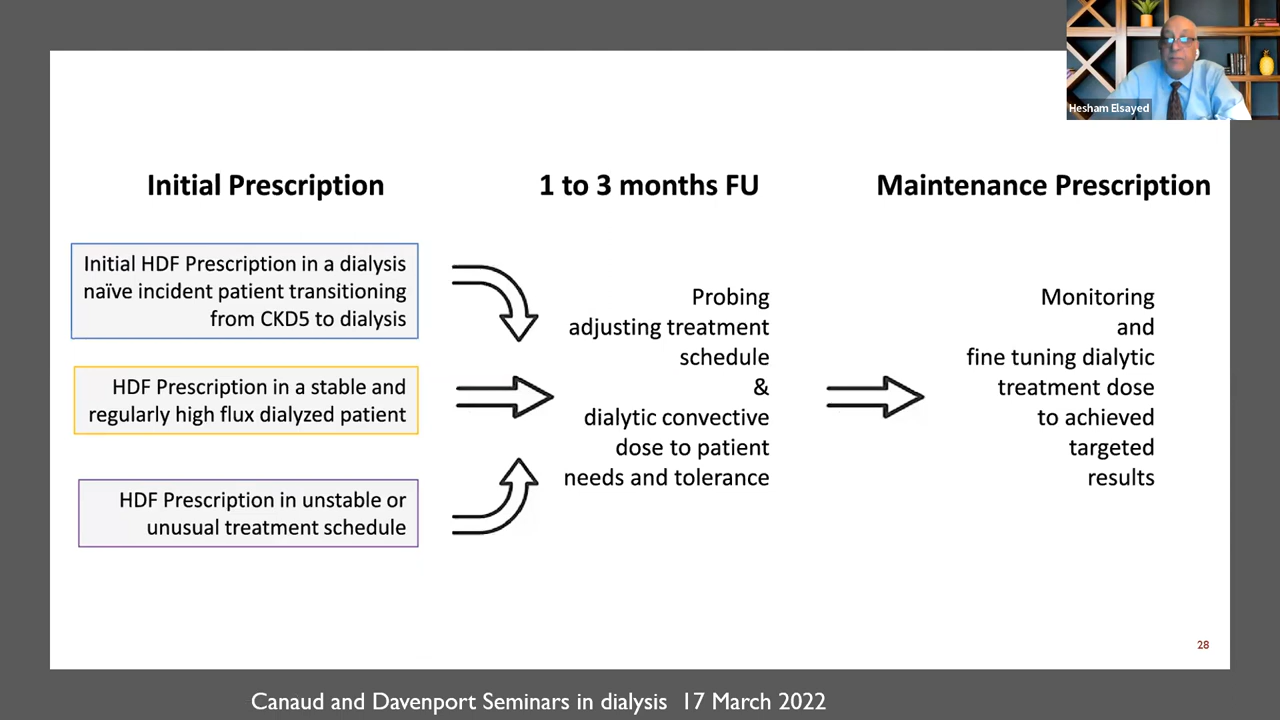 Hesham Elsayed
Initial Prescription
1 to 3 months FU
Maintenance Prescription
Initial HDF Prescription in a dialysis
naïve incident patient transitioning
from CKD5 to dialysis
HDF Prescription in a stable and
regularly high flux dialyzed patient
HDF Prescription in unstable or
unusual treatment schedule
Probing
adjusting treatment
schedule
&
dialytic convective
dose to patient
needs and tolerance
Monitoring
and
fine tuning dialytic
treatment dose
to achieved
targeted
results
28
Canaud and Davenport Seminars in dialysis 17 March 2022